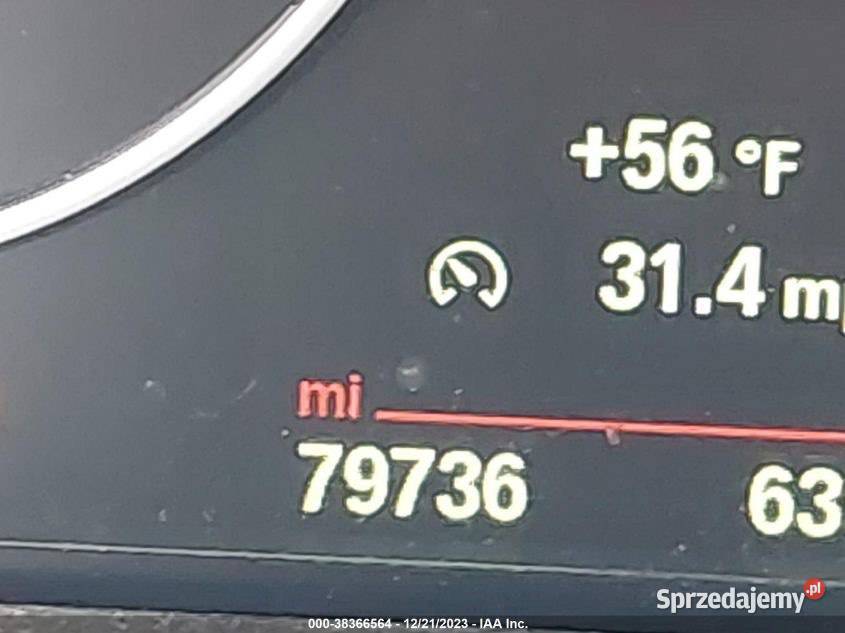 +56 °F
31.4
mi
79736
63
Sprzedajemy.pl
000-38366564 - 12/21/2023 - IAA Inc.